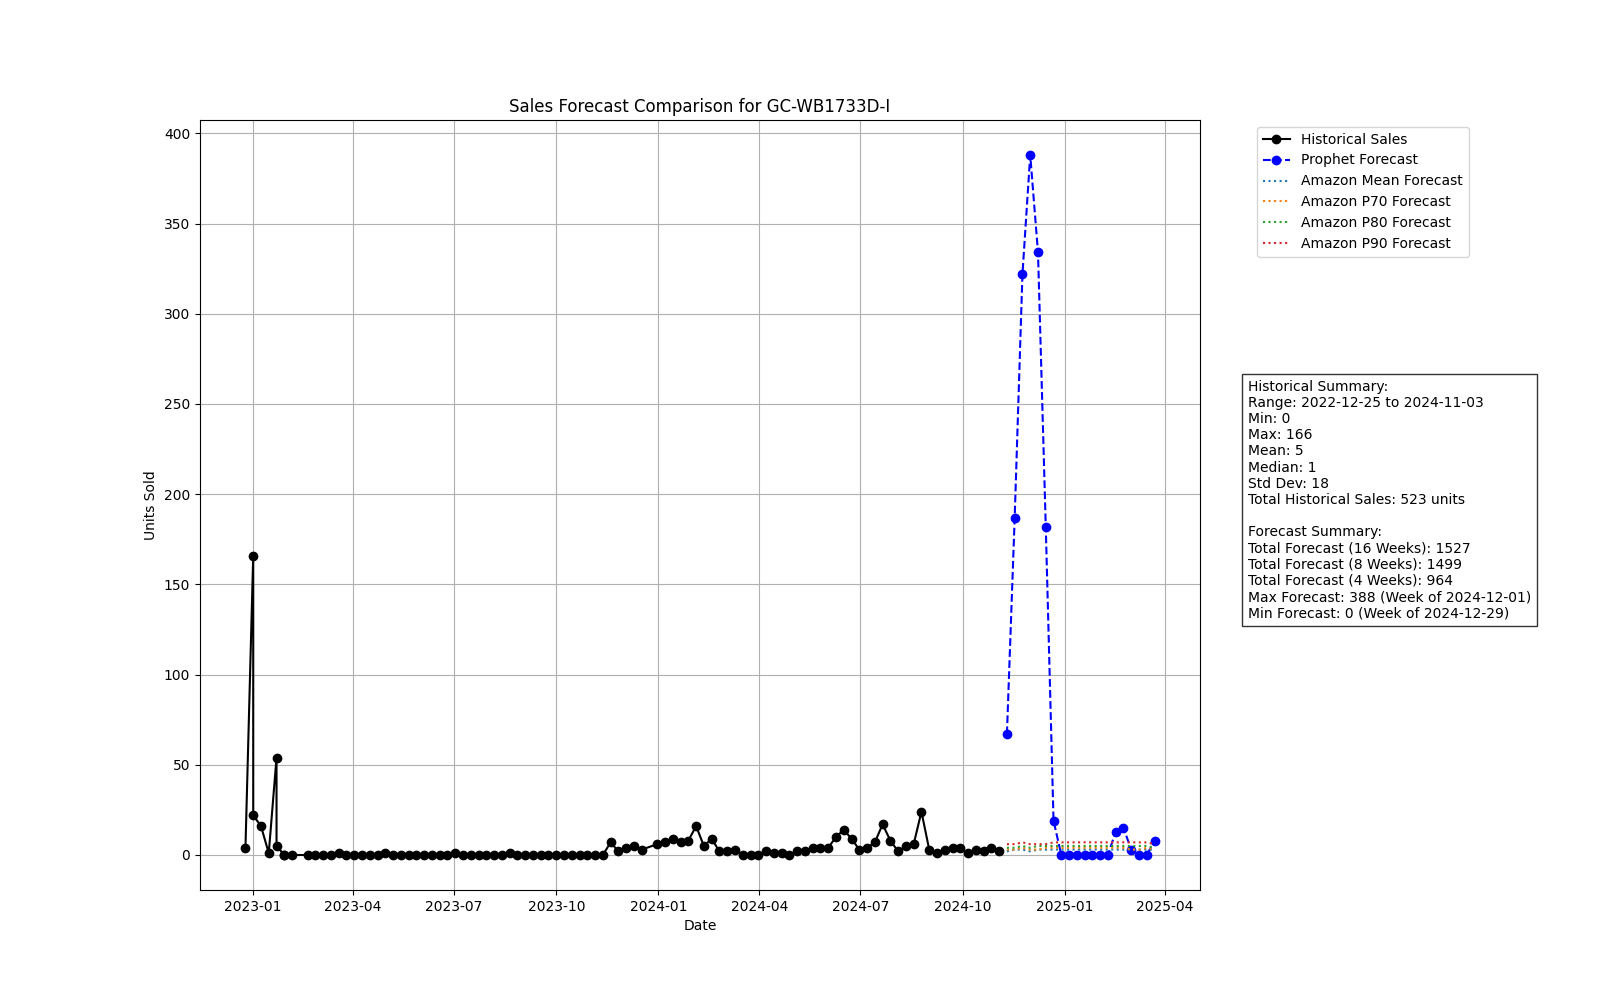 Sales Forecast Comparison for GC-WB1733D-I
400
350
300
250
200
150
100
50
0
Units Sold
2023-01
2023-04
2023-07
2023-10
2024-01
2024-04
2024-07
2024-10
2025-01
2025-04
Date
Historical Sales
Prophet Forecast
Amazon Mean Forecast
Amazon P70 Forecast
Amazon P80 Forecast
Amazon P90 Forecast
Historical Summary:
Range: 2022-12-25 to 2024-11-03
Min: 0
Max: 166
Mean: 5
Median: 1
Std Dev: 18
Total Historical Sales: 523 units
Forecast Summary:
Total Forecast (16 Weeks): 1527
Total Forecast (8 Weeks): 1499
Total Forecast (4 Weeks): 964
Max Forecast: 388 (Week of 2024-12-01)
Min Forecast: 0 (Week of 2024-12-29)